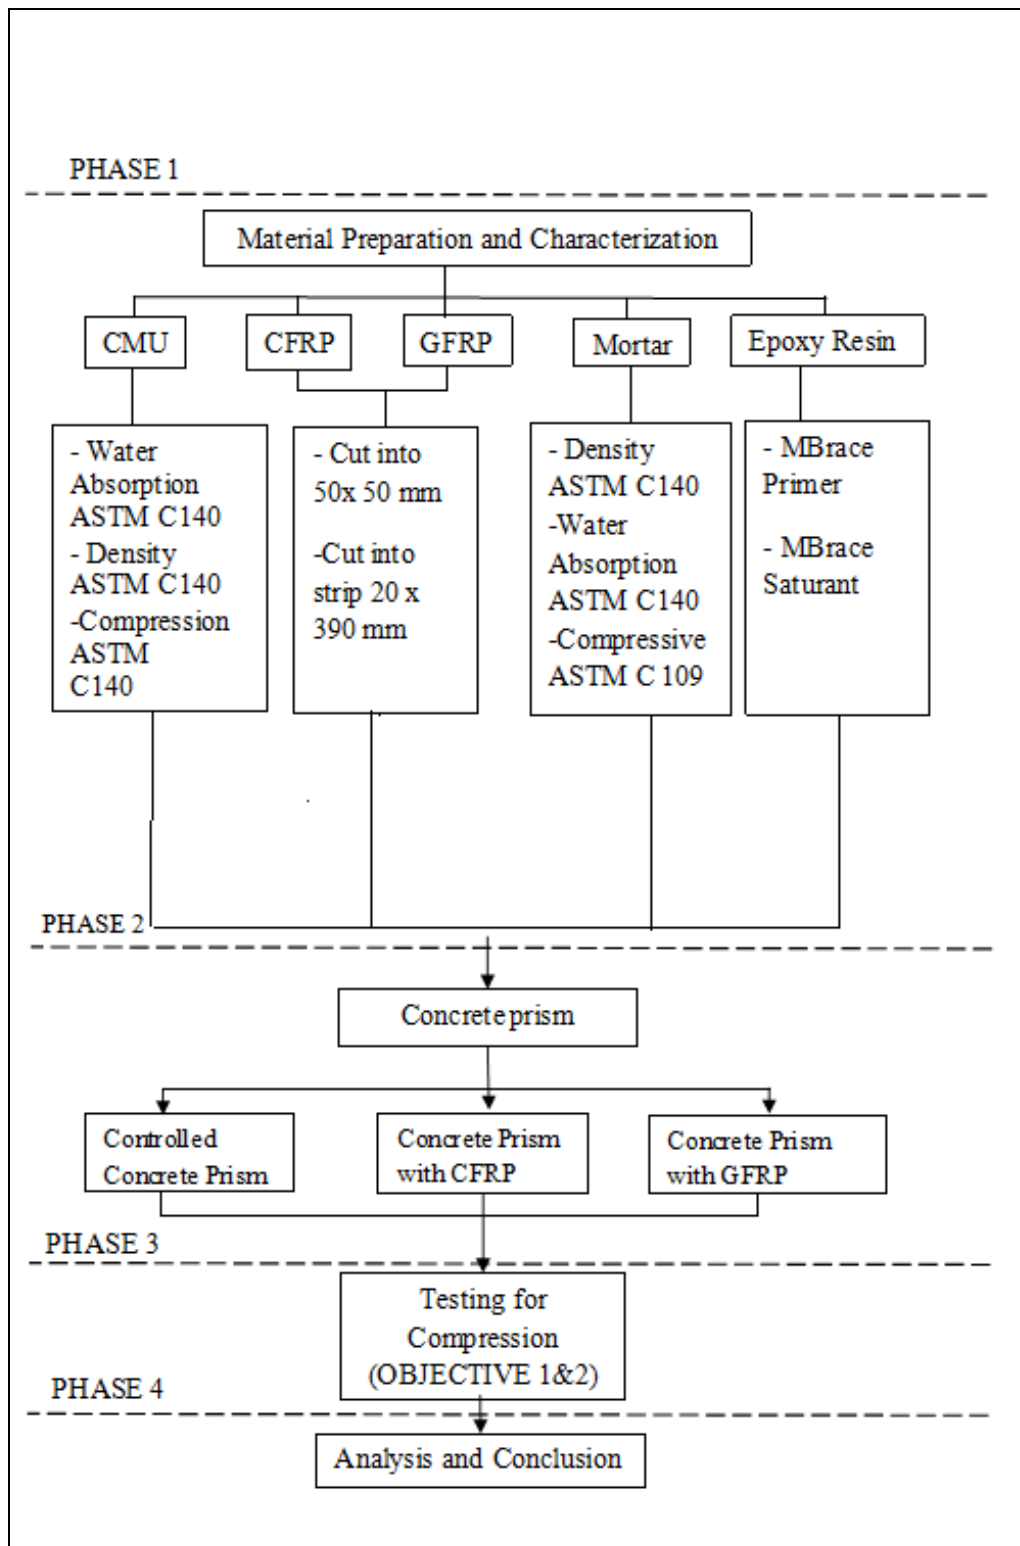 PHASE 1
Material Preparation and Characterization
CMU
CFRP
GFRP
Mortar
Epoxy Resin
- Water
Absorption
ASTM C140
- Density
ASTM C140
-Compression
ASTM
C140
- Cut into
50x 50 mm
-Cut into
strip 20 x
390 mm
- Density
ASTM C140
-Water
Absorption
ASTM C140
-Compressive
ASTM C 109
- MBrace
Primer
- MBrace
Saturant
PHASE 2
Concrete prism
Controlled
Concrete Prism
Concrete Prism
with CFRP
Concrete Prism
with GFRP
PHASE 3
Testing for
Compression
(OBJECTIVE 1&2)
PHASE 4
Analysis and Conclusion